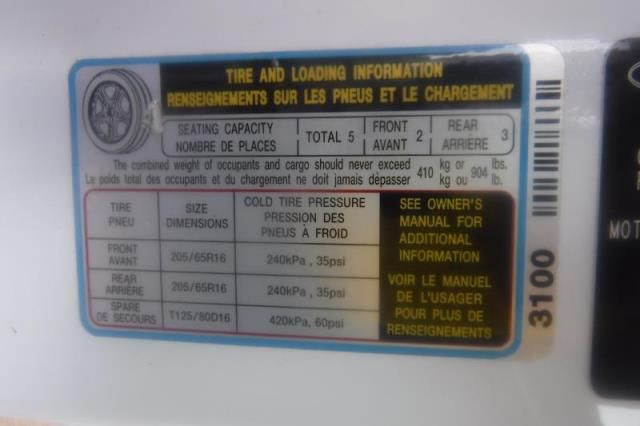 TIRE AND LOADING INFORMATION
RENSEIGNEMENTS SUR LES PNEUS ET LE CHARGEMENT
SEATING CAPACITY
NOMBRE DE PLACES
TOTAL 5
FRONT
AVANT 2
REAR
ARRIÈRE 3
The combined weight of occupants and cargo should never exceed 410 kg or 904 lbs.
Le poids total des occupants et du chargement ne doit jamais dépasser kg ou lb.
TIRE
PNEU
SIZE
DIMENSIONS
COLD TIRE PRESSURE
PRESSION DES
PNEUS À FROID
FRONT
AVANT
205/65R16
240kPa , 35psi
REAR
ARRIÈRE
205/65R16
240kPa , 35psi
SPARE
DE SECOURS
T125/80D16
420kPa, 60psi
SEE OWNER'S
MANUAL FOR
ADDITIONAL
INFORMATION
VOIR LE MANUEL
DE L'USAGER
POUR PLUS DE
RENSEIGNEMENTS
3100
MOT